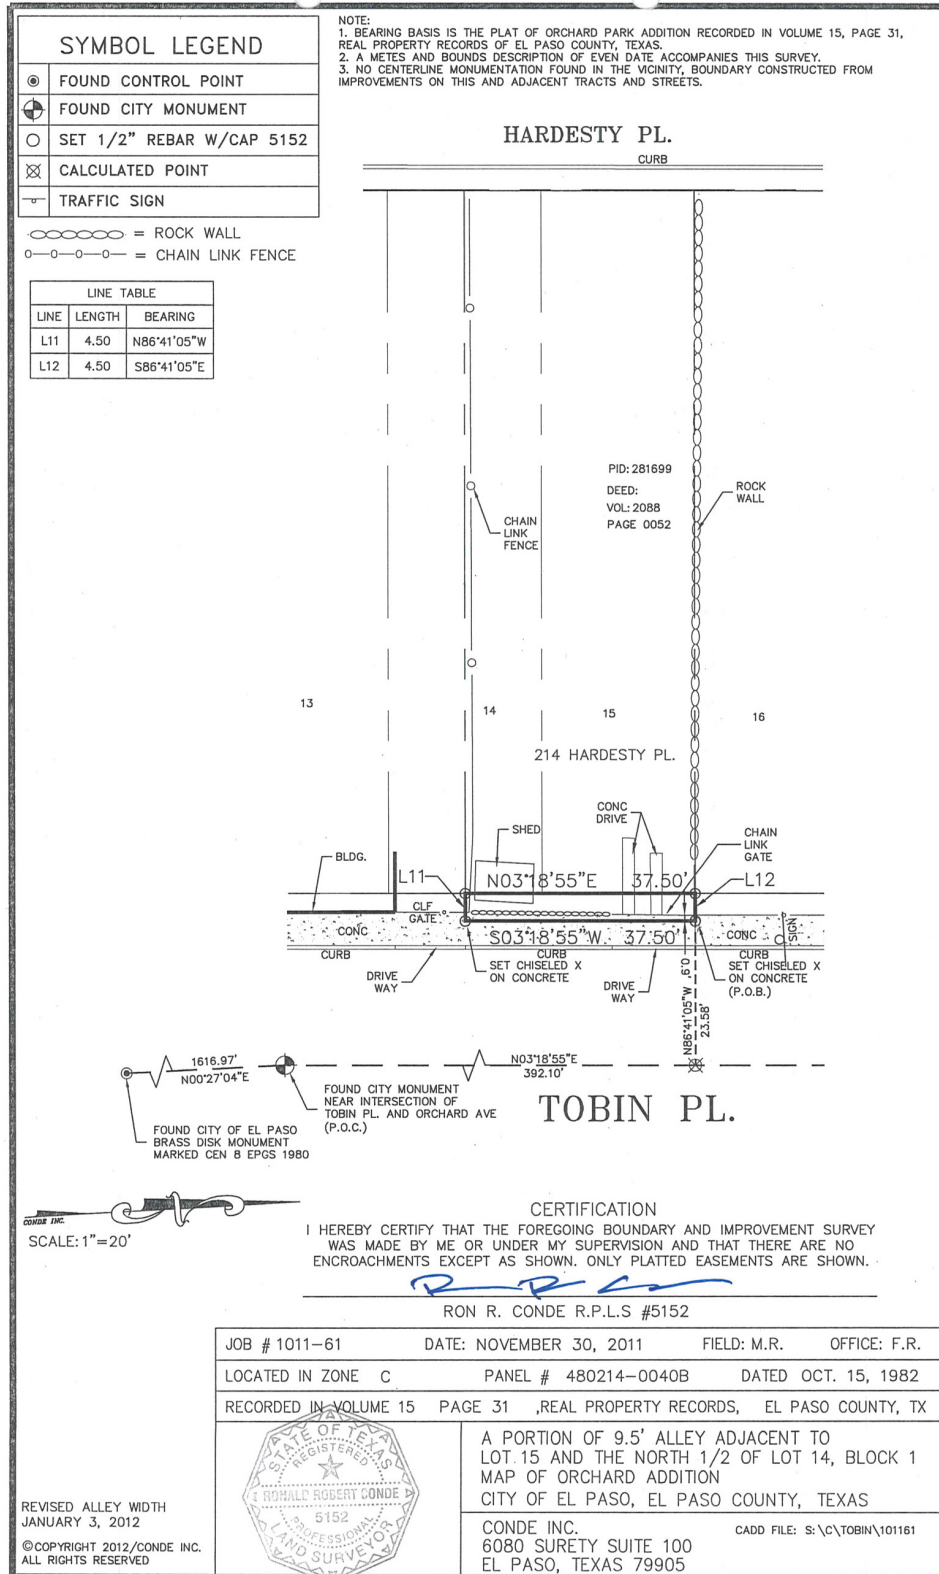 SYMBOL LEGEND
FOUND CONTROL POINT
FOUND CITY MONUMENT
SET 1/2" REBAR W/CAP 5152
CALCULATED POINT
TRAFFIC SIGN
= ROCK WALL
= CHAIN LINK FENCE
LINE TABLE
LINE LENGTH BEARING
L11 4.50 N86°41'05"W
L12 4.50 S86°41'05"E
NOTE:
1. BEARING BASIS IS THE PLAT OF ORCHARD PARK ADDITION RECORDED IN VOLUME 15, PAGE 31,
REAL PROPERTY RECORDS OF EL PASO COUNTY, TEXAS.
2. A METES AND BOUNDS DESCRIPTION OF EVEN DATE ACCOMPANIES THIS SURVEY.
3. NO CENTERLINE MONUMENTATION FOUND IN THE VICINITY, BOUNDARY CONSTRUCTED FROM
IMPROVEMENTS ON THIS AND ADJACENT TRACTS AND STREETS.
HARDESTY PL.
CURB
PID: 281699
DEED:
VOL: 2088
PAGE 0052
ROCK
WALL
CHAIN
LINK
FENCE
13
14
15
16
214 HARDESTY PL.
CONC
DRIVE
SHED
CHAIN
LINK
GATE
BLDG.
L11
N03°18'55"E 37.50'
L12
CLF
GATE
CONC
S03°18'55"W 37.50'
CONC
SIGN
CURB
CURB
CURB
DRIVE
WAY
SET CHISELED X
ON CONCRETE
DRIVE
WAY
SET CHISELED X
ON CONCRETE
(P.O.B.)
6.0'
N86°41'05"W
23.58'
1616.97'
N00°27'04"E
N03°18'55"E
392.10'
FOUND CITY MONUMENT
NEAR INTERSECTION OF
TOBIN PL. AND ORCHARD AVE
(P.O.C.)
TOBIN PL.
FOUND CITY OF EL PASO
BRASS DISK MONUMENT
MARKED CEN 8 EPGS 1980
CONDE INC.
SCALE: 1"=20'
CERTIFICATION
I HEREBY CERTIFY THAT THE FOREGOING BOUNDARY AND IMPROVEMENT SURVEY
WAS MADE BY ME OR UNDER MY SUPERVISION AND THAT THERE ARE NO
ENCROACHMENTS EXCEPT AS SHOWN. ONLY PLATTED EASEMENTS ARE SHOWN.
RON R. CONDE R.P.L.S #5152
JOB # 1011-61 DATE: NOVEMBER 30, 2011 FIELD: M.R. OFFICE: F.R.
LOCATED IN ZONE C PANEL # 480214-0040B DATED OCT. 15, 1982
RECORDED IN VOLUME 15 PAGE 31 ,REAL PROPERTY RECORDS, EL PASO COUNTY, TX
STATE OF TEXAS
REGISTERED
RONALD ROBERT CONDE
5152
PROFESSIONAL
LAND SURVEYOR
A PORTION OF 9.5' ALLEY ADJACENT TO
LOT 15 AND THE NORTH 1/2 OF LOT 14, BLOCK 1
MAP OF ORCHARD ADDITION
CITY OF EL PASO, EL PASO COUNTY, TEXAS
CONDE INC.
6080 SURETY SUITE 100
EL PASO, TEXAS 79905
CADD FILE: S:\C\TOBIN\101161
REVISED ALLEY WIDTH
JANUARY 3, 2012
©COPYRIGHT 2012/CONDE INC.
ALL RIGHTS RESERVED